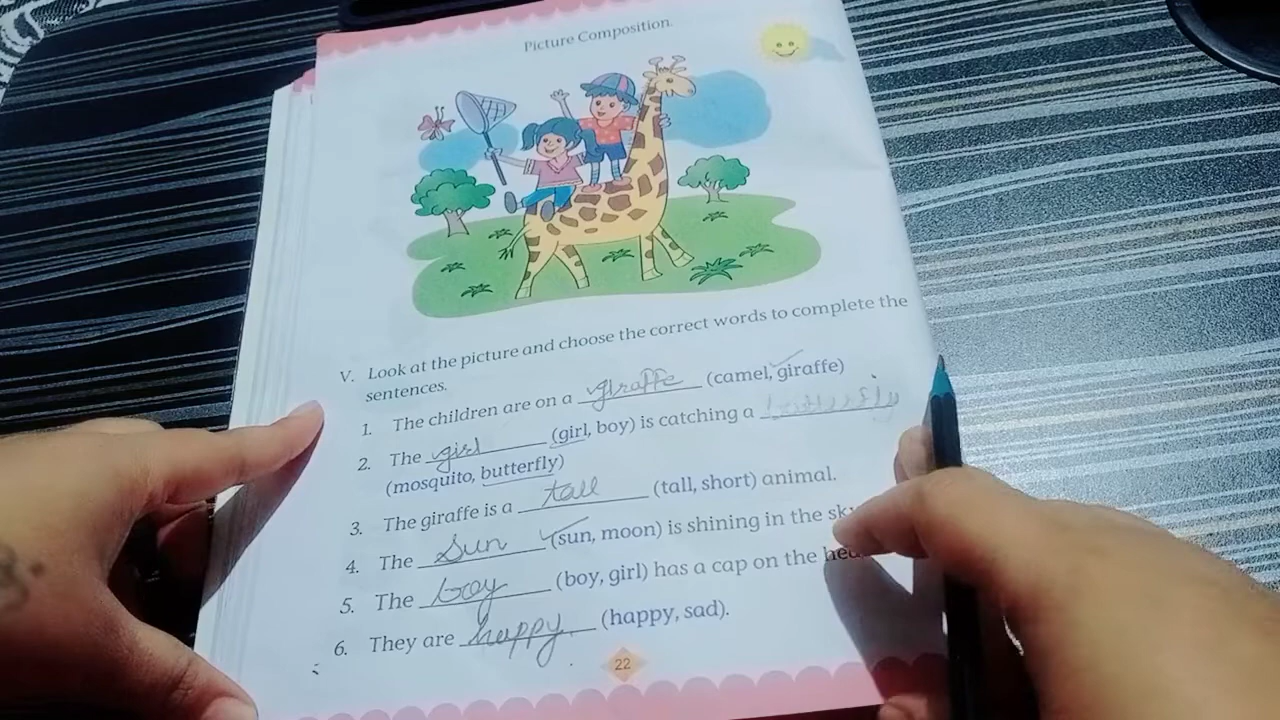 Picture Composition.
V. Look at the picture and choose the correct words to complete the
sentences.
1. The children are on a giraffe (camel, giraffe)
2. The girl (girl, boy) is catching a butterfly
(mosquito, butterfly)
3. The giraffe is a tall (tall, short) animal.
4. The sun (sun, moon) is shining in the
5. The boy (boy, girl) has a cap on the
6. They are happy (happy, sad).
22